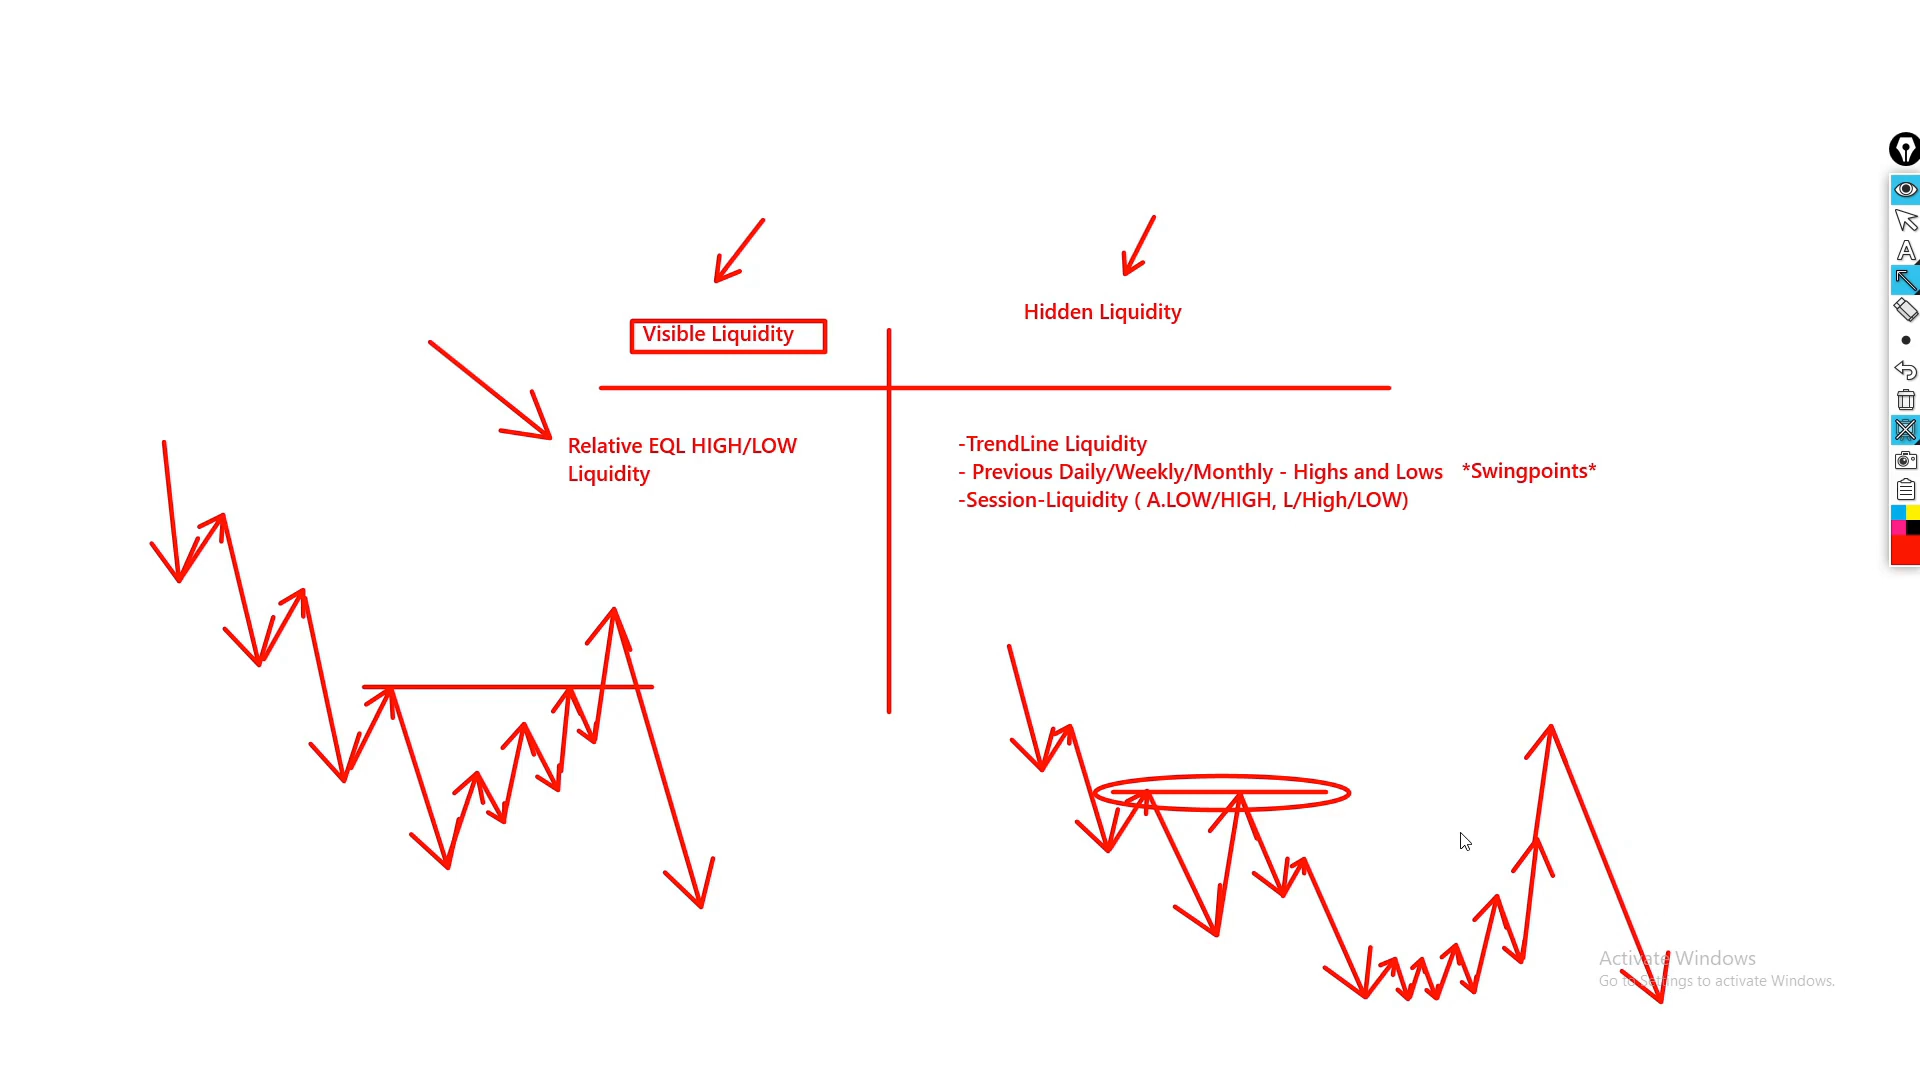 Hidden Liquidity
Visible Liquidity
Relative EQL HIGH/LOW
Liquidity
-TrendLine Liquidity
- Previous Daily/Weekly/Monthly - Highs and Lows *Swingpoints*
-Session-Liquidity ( A.LOW/HIGH, L/High/LOW)
Activate Windows
Go to Settings to activate Windows.